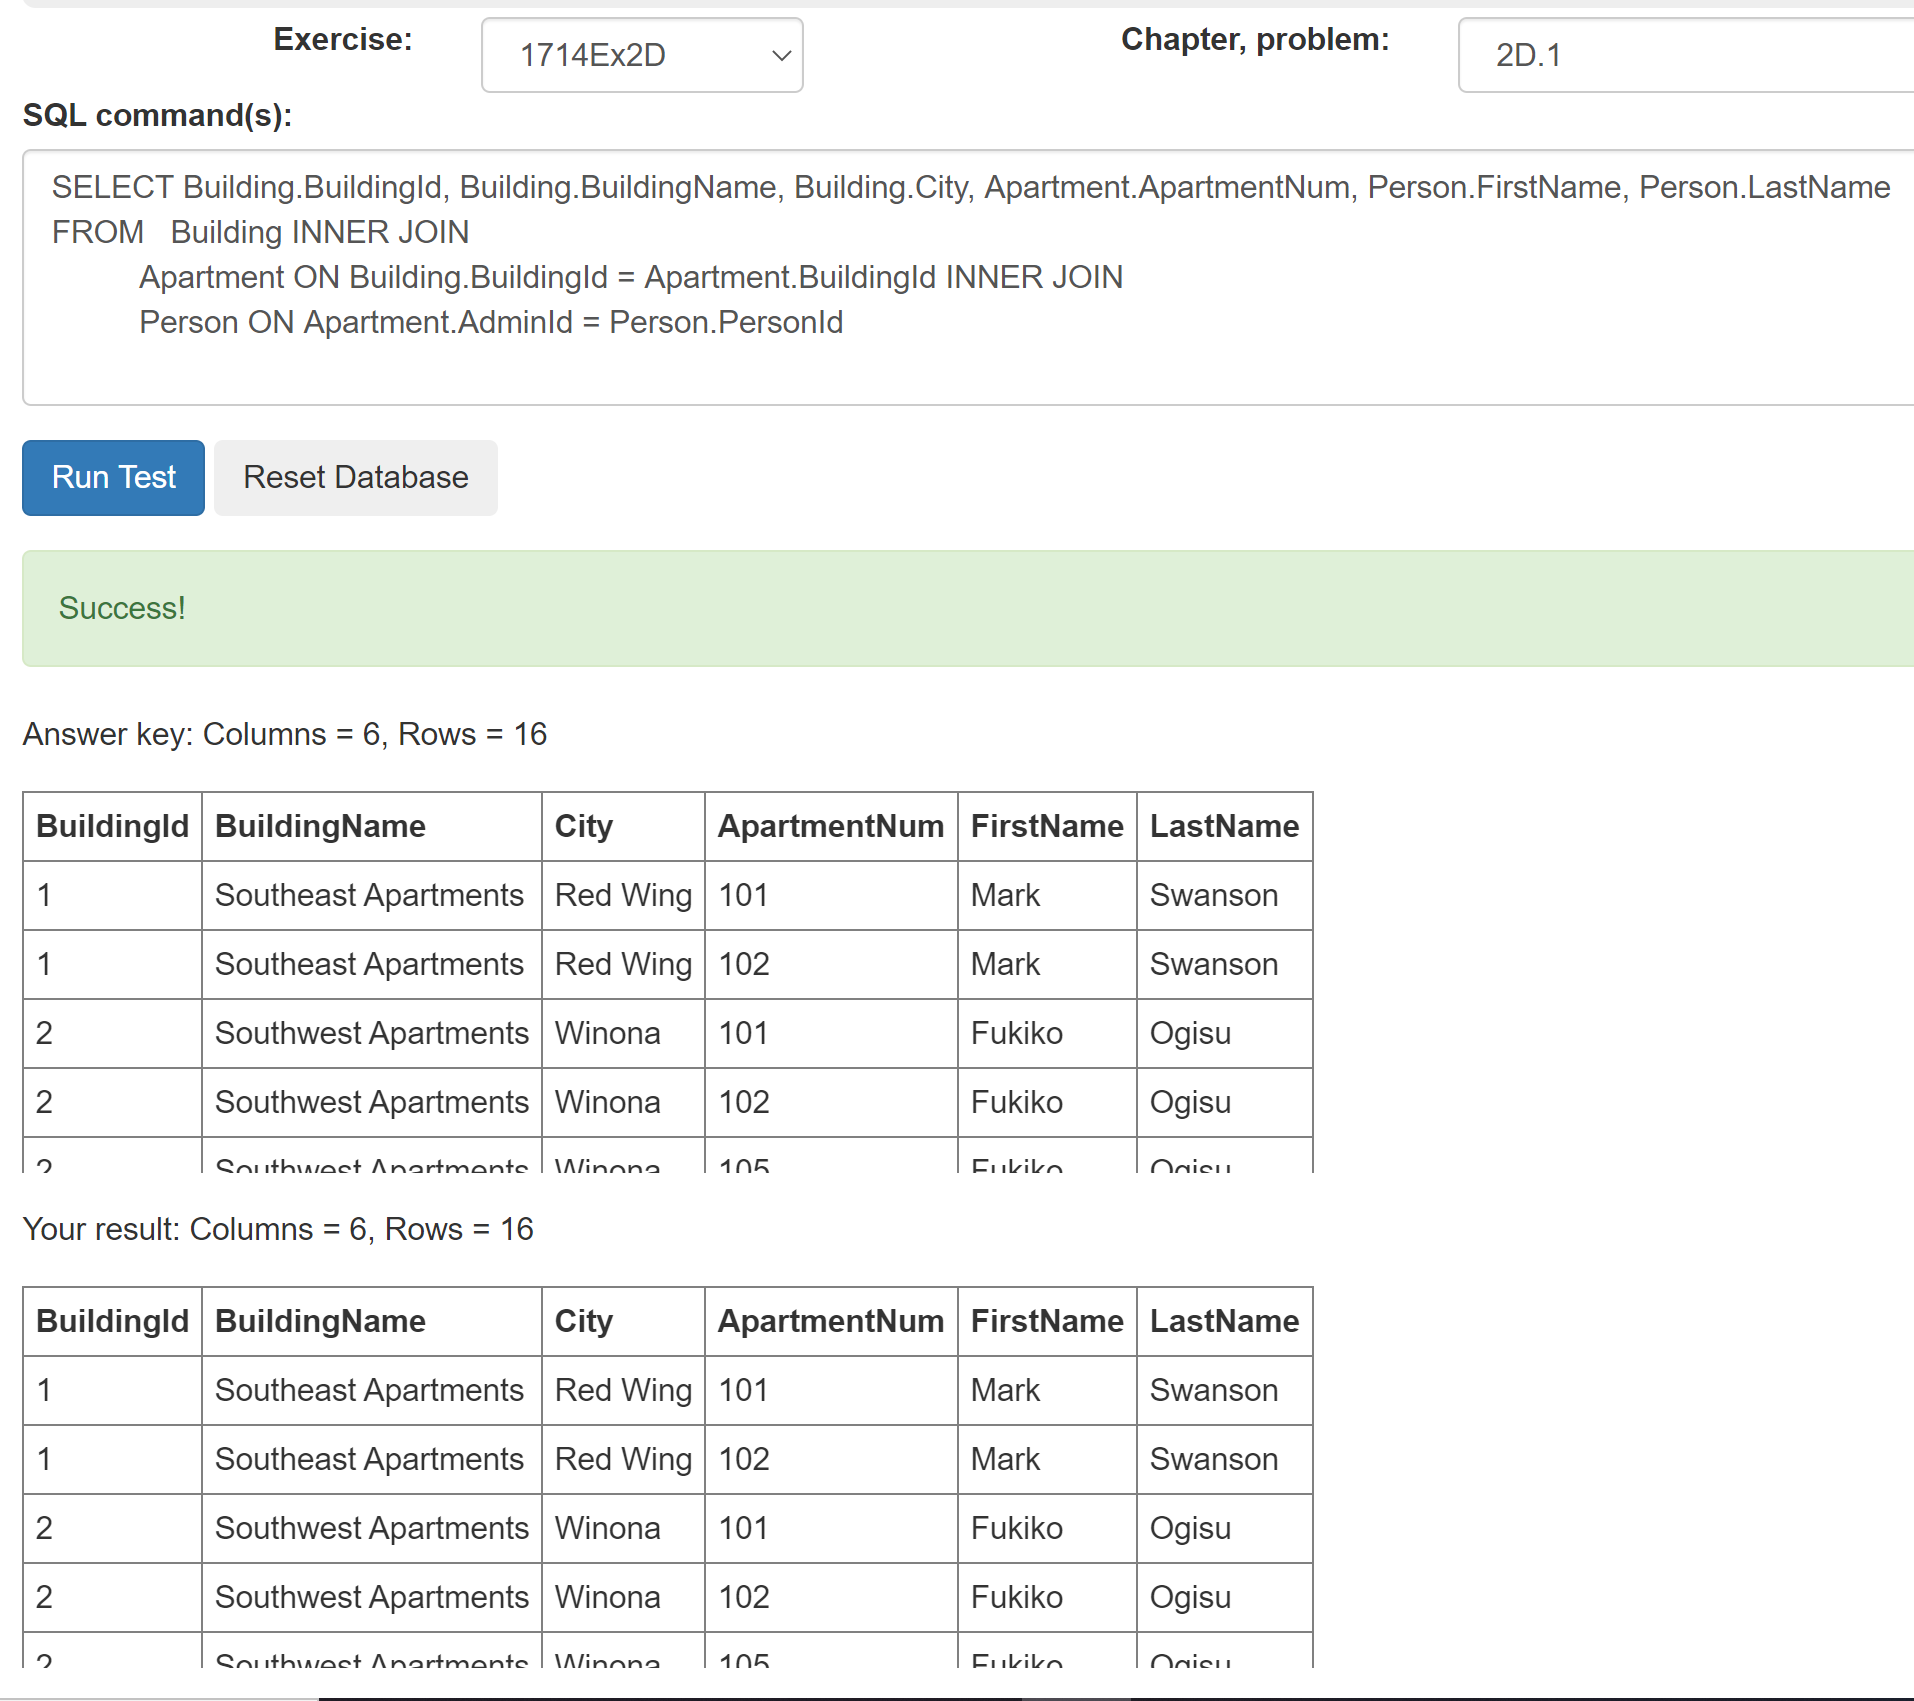 Exercise: 1714Ex2D Chapter, problem: 2D.1
SQL command(s):
SELECT Building.BuildingId, Building.BuildingName, Building.City, Apartment.ApartmentNum, Person.FirstName, Person.LastName
FROM Building INNER JOIN
Apartment ON Building.BuildingId = Apartment.BuildingId INNER JOIN
Person ON Apartment.AdminId = Person.PersonId
Run Test Reset Database
Success!
Answer key: Columns = 6, Rows = 16
BuildingId BuildingName City ApartmentNum FirstName LastName
1 Southeast Apartments Red Wing 101 Mark Swanson
1 Southeast Apartments Red Wing 102 Mark Swanson
2 Southwest Apartments Winona 101 Fukiko Ogisu
2 Southwest Apartments Winona 102 Fukiko Ogisu
2 Southwest Apartments Winona 105 Fukiko Ogisu
Your result: Columns = 6, Rows = 16
BuildingId BuildingName City ApartmentNum FirstName LastName
1 Southeast Apartments Red Wing 101 Mark Swanson
1 Southeast Apartments Red Wing 102 Mark Swanson
2 Southwest Apartments Winona 101 Fukiko Ogisu
2 Southwest Apartments Winona 102 Fukiko Ogisu
2 Southwest Apartments Winona 105 Fukiko Ogisu